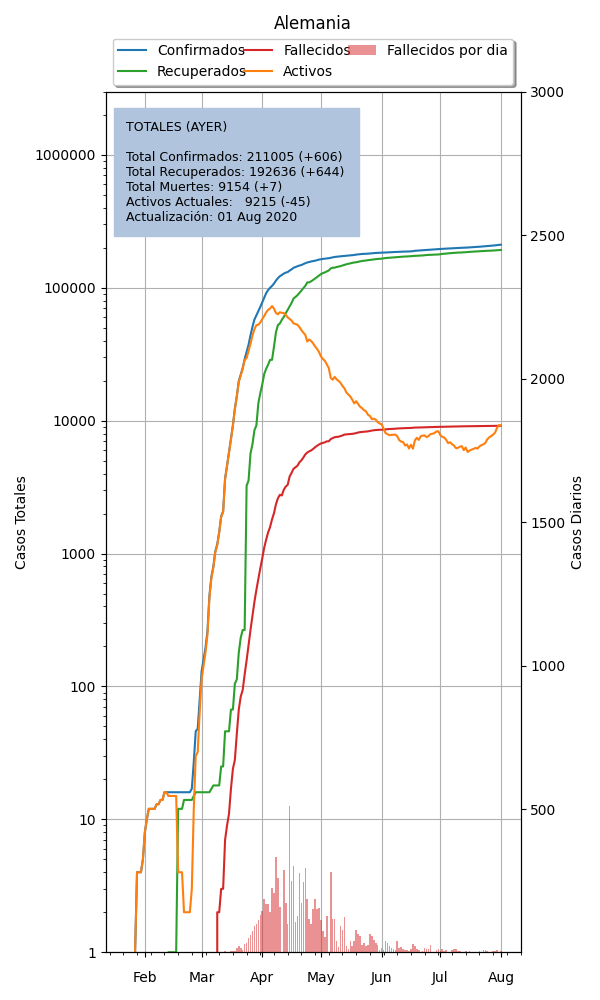 Alemania
Confirmados
Recuperados
Fallecidos
Activos
Fallecidos por dia
TOTALES (AYER)
Total Confirmados: 211005 (+606)
Total Recuperados: 192636 (+644)
Total Muertes: 9154 (+7)
Activos Actuales: 9215 (-45)
Actualización: 01 Aug 2020
Casos Totales
1000000
100000
10000
1000
100
10
1
Casos Diarios
3000
2500
2000
1500
1000
500
Feb Mar Apr May Jun Jul Aug